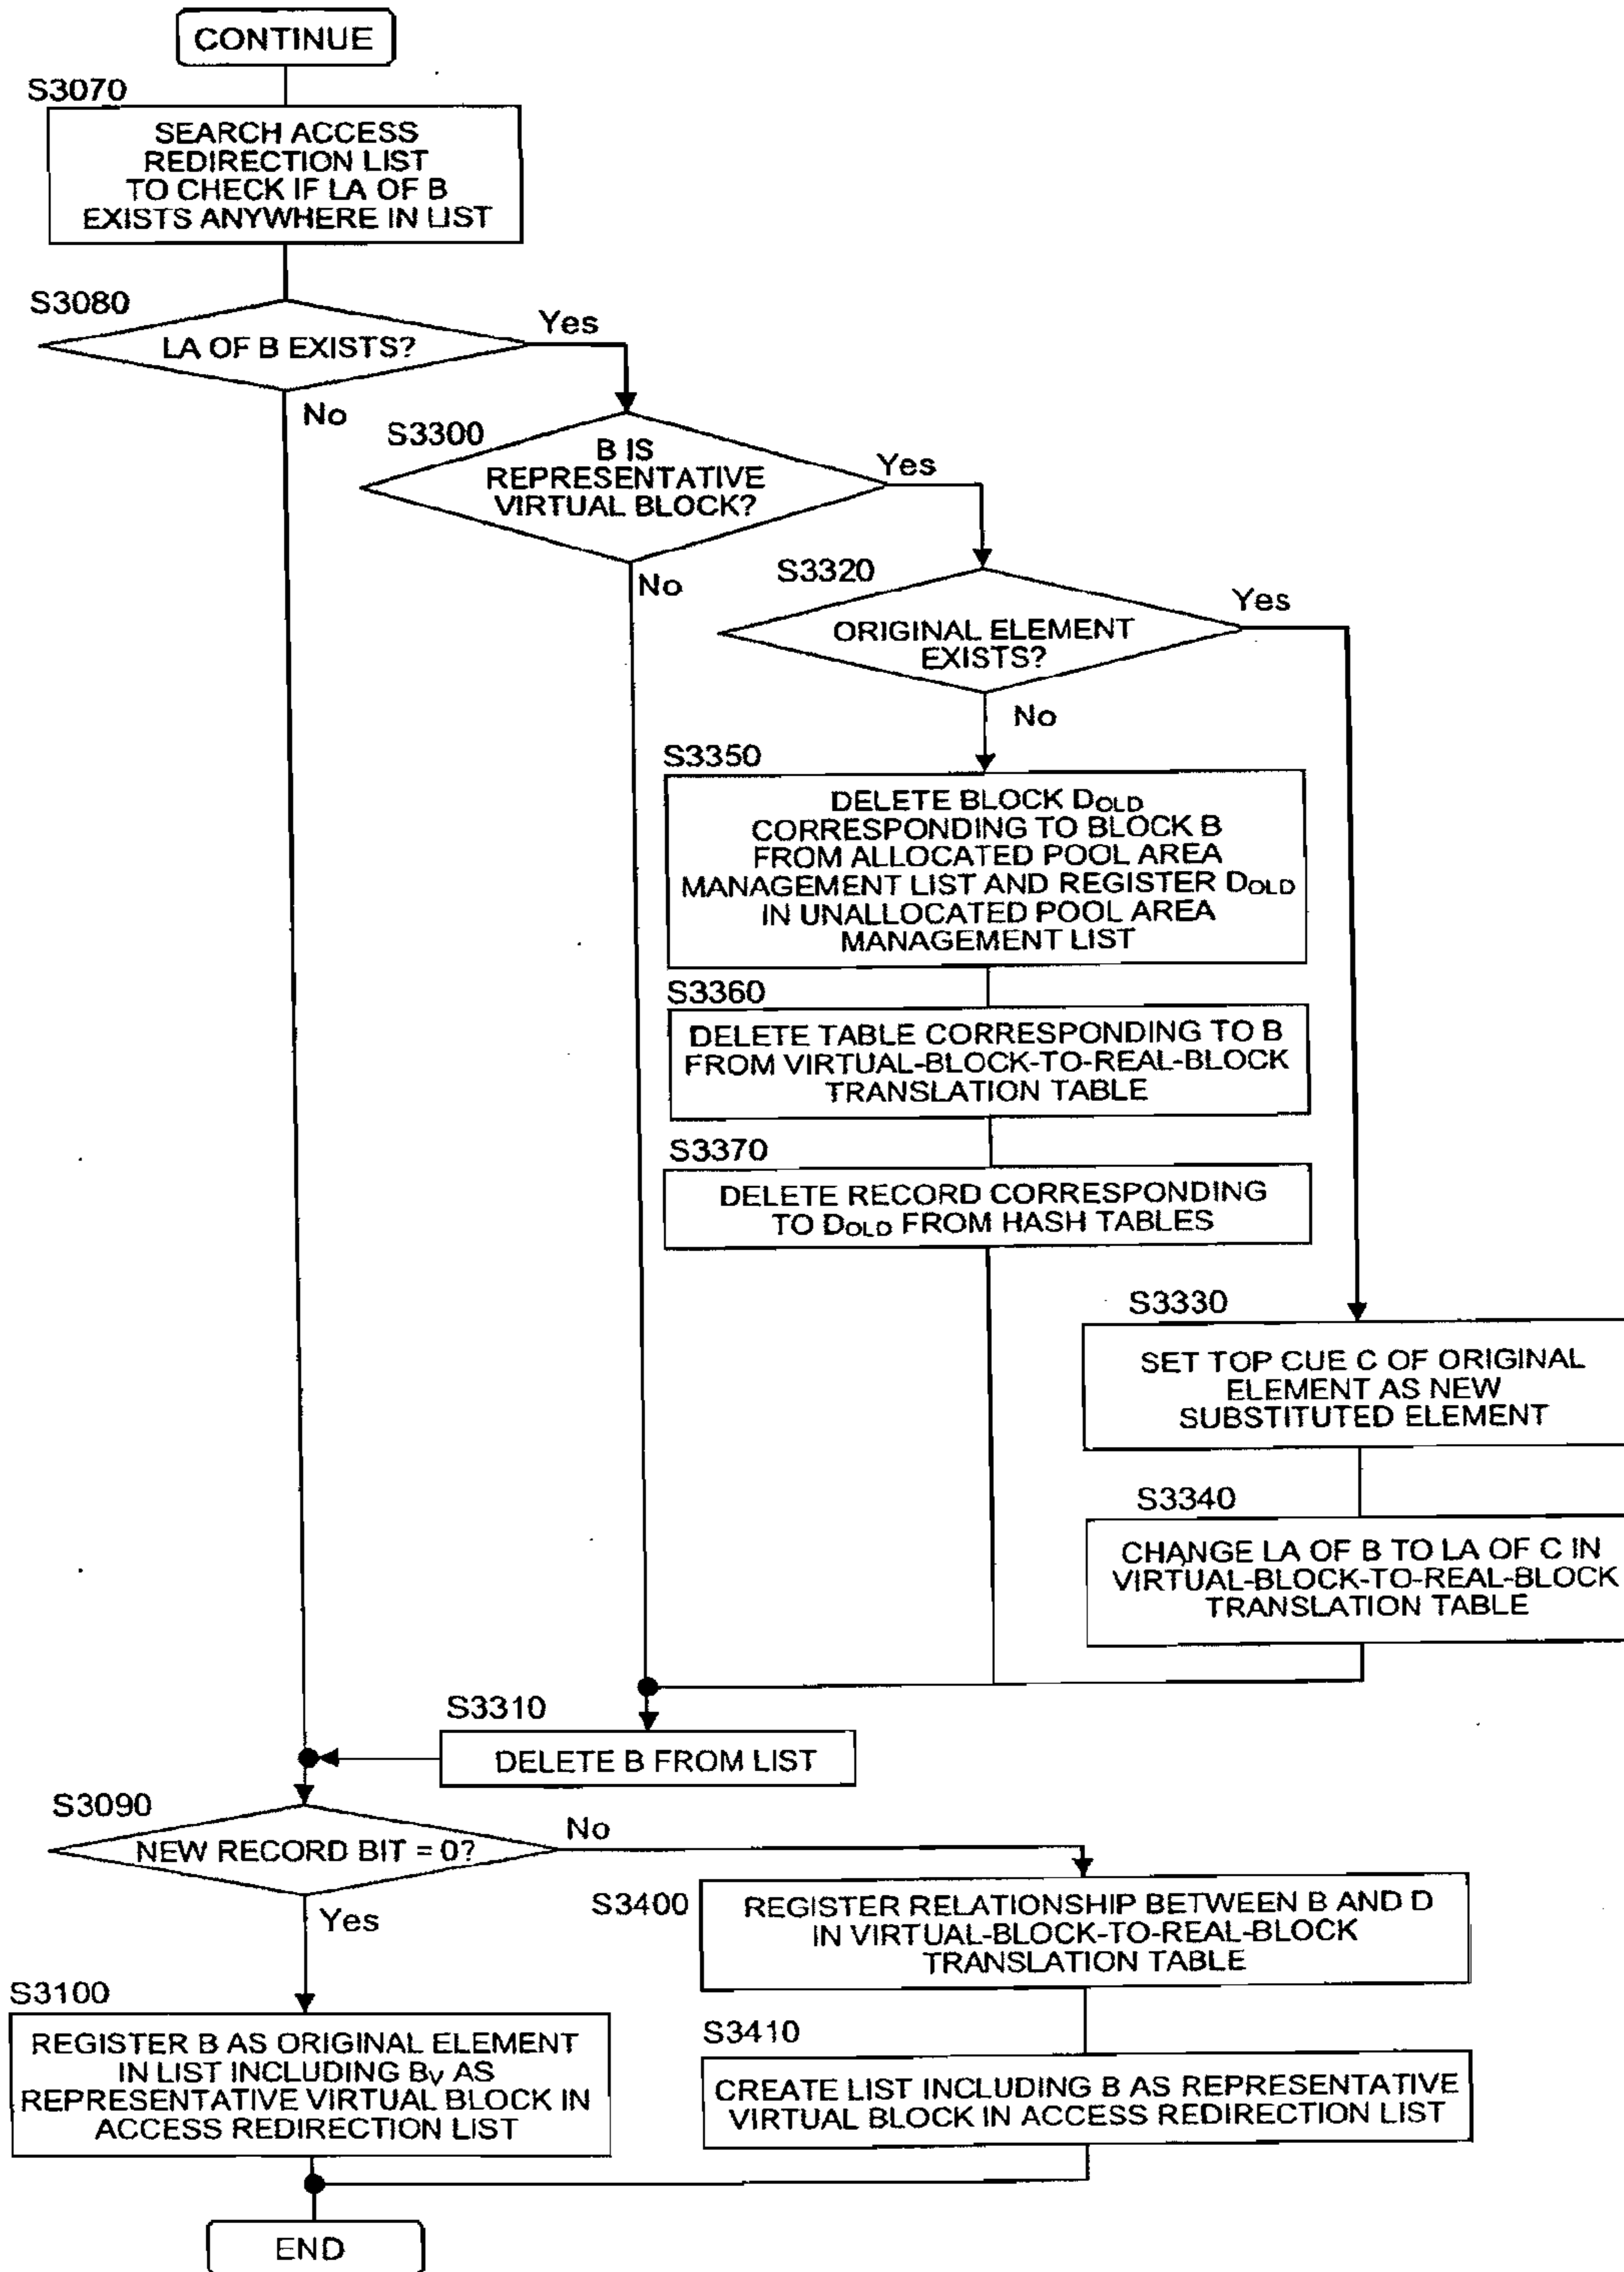 CONTINUE
S3070
SEARCH ACCESS
REDIRECTION LIST
TO CHECK IF LA OF B
EXISTS ANYWHERE IN LIST
S3080
LA OF B EXISTS?
Yes
No
S3300
B IS
REPRESENTATIVE
VIRTUAL BLOCK?
Yes
No
S3320
ORIGINAL ELEMENT
EXISTS?
Yes
No
S3350
DELETE BLOCK DOLD
CORRESPONDING TO BLOCK B
FROM ALLOCATED POOL AREA
MANAGEMENT LIST AND REGISTER DOLD
IN UNALLOCATED POOL AREA
MANAGEMENT LIST
S3360
DELETE TABLE CORRESPONDING TO B
FROM VIRTUAL-BLOCK-TO-REAL-BLOCK
TRANSLATION TABLE
S3370
DELETE RECORD CORRESPONDING
TO DOLD FROM HASH TABLES
S3330
SET TOP CUE C OF ORIGINAL
ELEMENT AS NEW
SUBSTITUTED ELEMENT
S3340
CHANGE LA OF B TO LA OF C IN
VIRTUAL-BLOCK-TO-REAL-BLOCK
TRANSLATION TABLE
S3310
DELETE B FROM LIST
S3090
NEW RECORD BIT = 0?
No
Yes
S3400
REGISTER RELATIONSHIP BETWEEN B AND D
IN VIRTUAL-BLOCK-TO-REAL-BLOCK
TRANSLATION TABLE
S3100
REGISTER B AS ORIGINAL ELEMENT
IN LIST INCLUDING BV AS
REPRESENTATIVE VIRTUAL BLOCK IN
ACCESS REDIRECTION LIST
S3410
CREATE LIST INCLUDING B AS REPRESENTATIVE
VIRTUAL BLOCK IN ACCESS REDIRECTION LIST
END